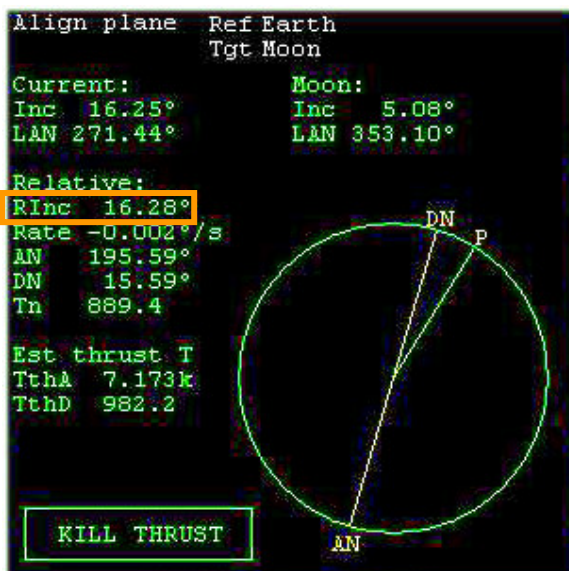 Align plane Ref Earth
Tgt Moon
Current: Moon:
Inc 16.25° Inc 5.08°
LAN 271.44° LAN 353.10°
Relative:
RInc 16.28°
Rate -0.002°/s
AN 195.59°
DN 15.59°
Tn 889.4
Est thrust T
TthA 7.173k
TthD 982.2
DN
P
AN
KILL THRUST